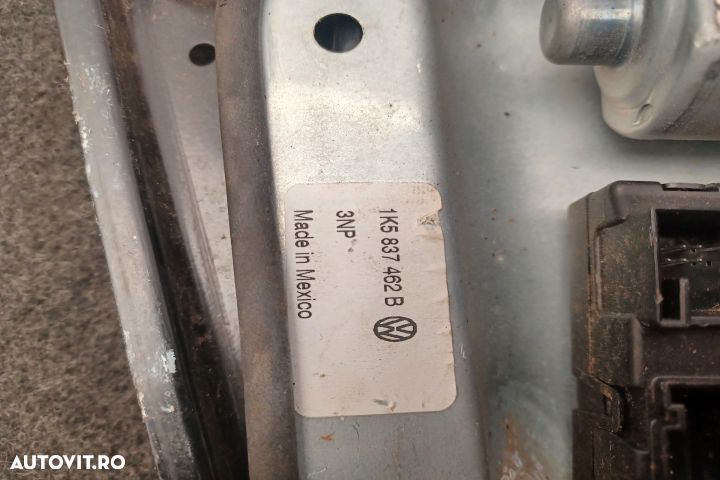 1K5 837 462 B
3NP
Made in Mexico
AUTOVIT.RO